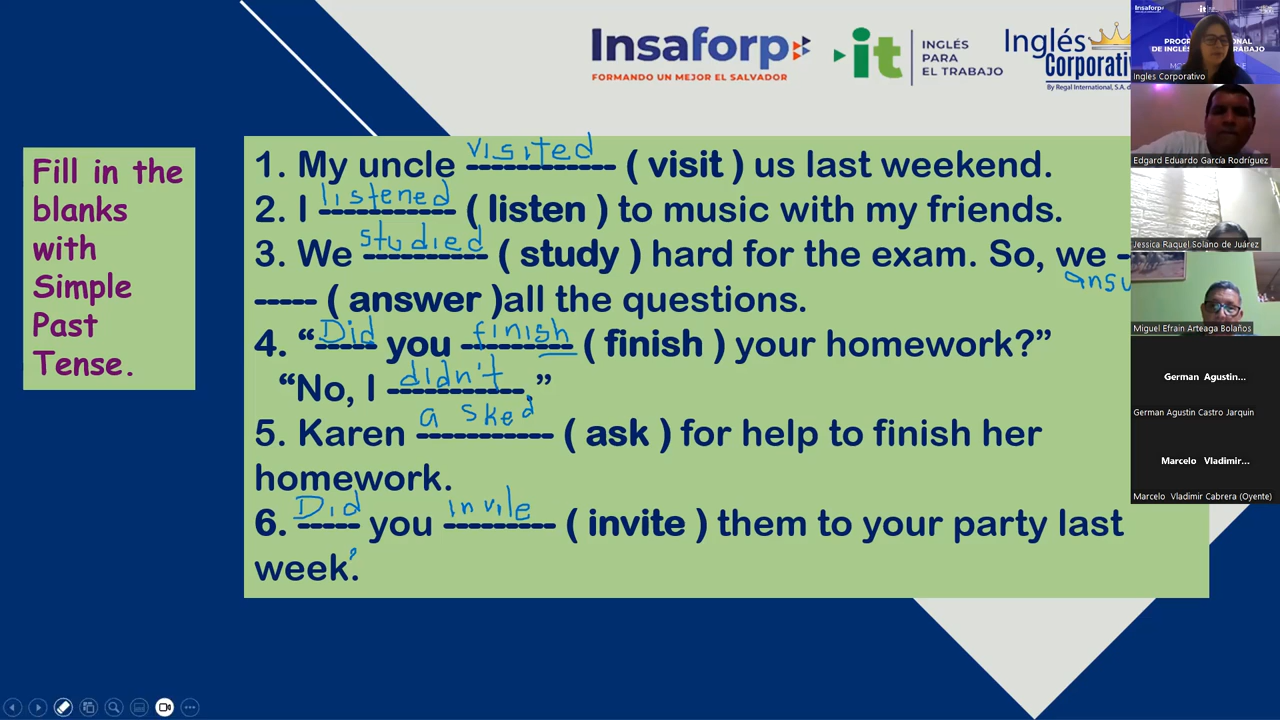 Insaforp
FORMANDO UN MEJOR EL SALVADOR
it
INGLÉS
PARA
EL TRABAJO
Inglés
Corporativ
By Regal International, S.A. d
Fill in the
blanks
with
Simple
Past
Tense.
visited
1. My uncle ------------- ( visit ) us last weekend.
listened
2. I ----------- ( listen ) to music with my friends.
studied
3. We ---------- ( study ) hard for the exam. So, we -
answ
----- ( answer )all the questions.
Did finish
4. “----- you --------- ( finish ) your homework?”
didn't
“No, I -----------.”
asked
5. Karen ----------- ( ask ) for help to finish her
homework.
Did invite
6. ----- you --------- ( invite ) them to your party last
week?
Insaforp it
Ingles Corporativo
Edgard Eduardo García Rodríguez
Jessica Raquel Solano de Juárez
Miguel Efrain Arteaga Bolaños
German Agustin...
German Agustin Castro Jarquin
Marcelo Vladimir...
Marcelo Vladimir Cabrera (Oyente)